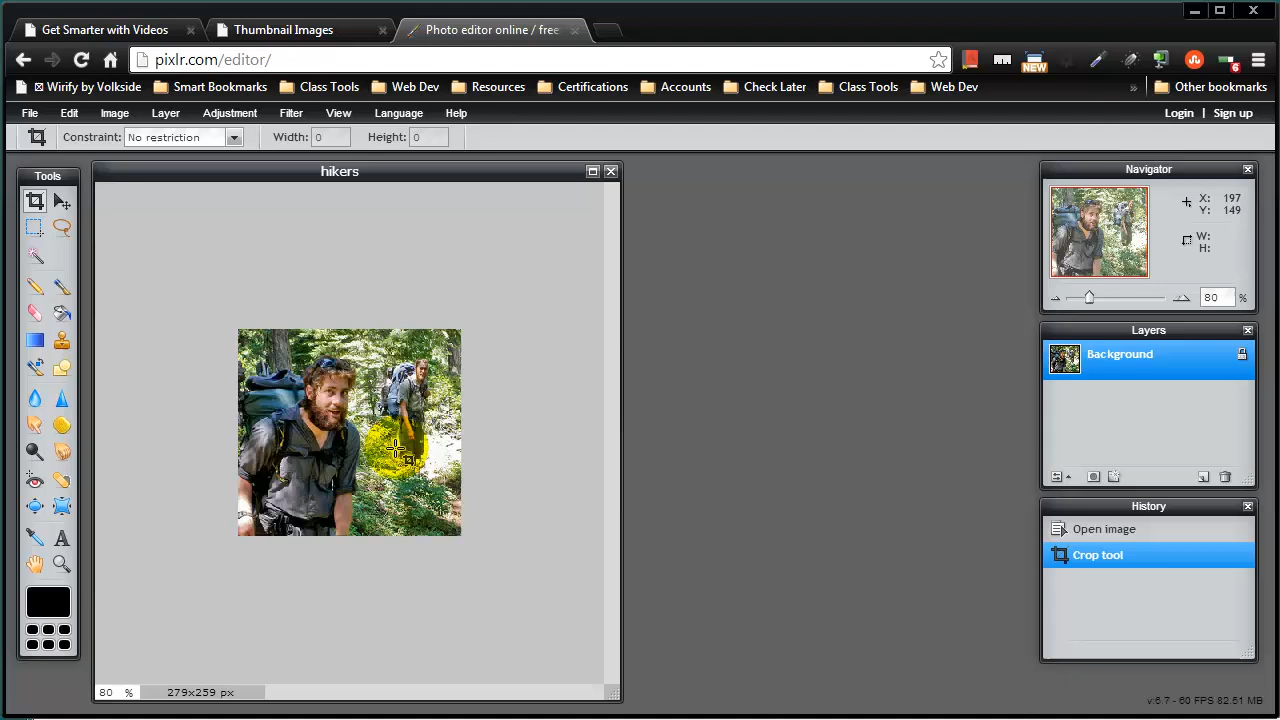 Get Smarter with Videos
Thumbnail Images
Photo editor online / free
pixlr.com/editor/
NEW
6
Wirify by Volkside
Smart Bookmarks
Class Tools
Web Dev
Resources
Certifications
Accounts
Check Later
Class Tools
Web Dev
»
Other bookmarks
File Edit Image Layer Adjustment Filter View Language Help
Login | Sign up
Constraint: No restriction Width: 0 Height: 0
Tools
hikers
Navigator
X: 197
Y: 149
W:
H:
80 %
Layers
Background
History
Open image
Crop tool
80 % 279x259 px
v:6.7 - 60 FPS 82.61 MB